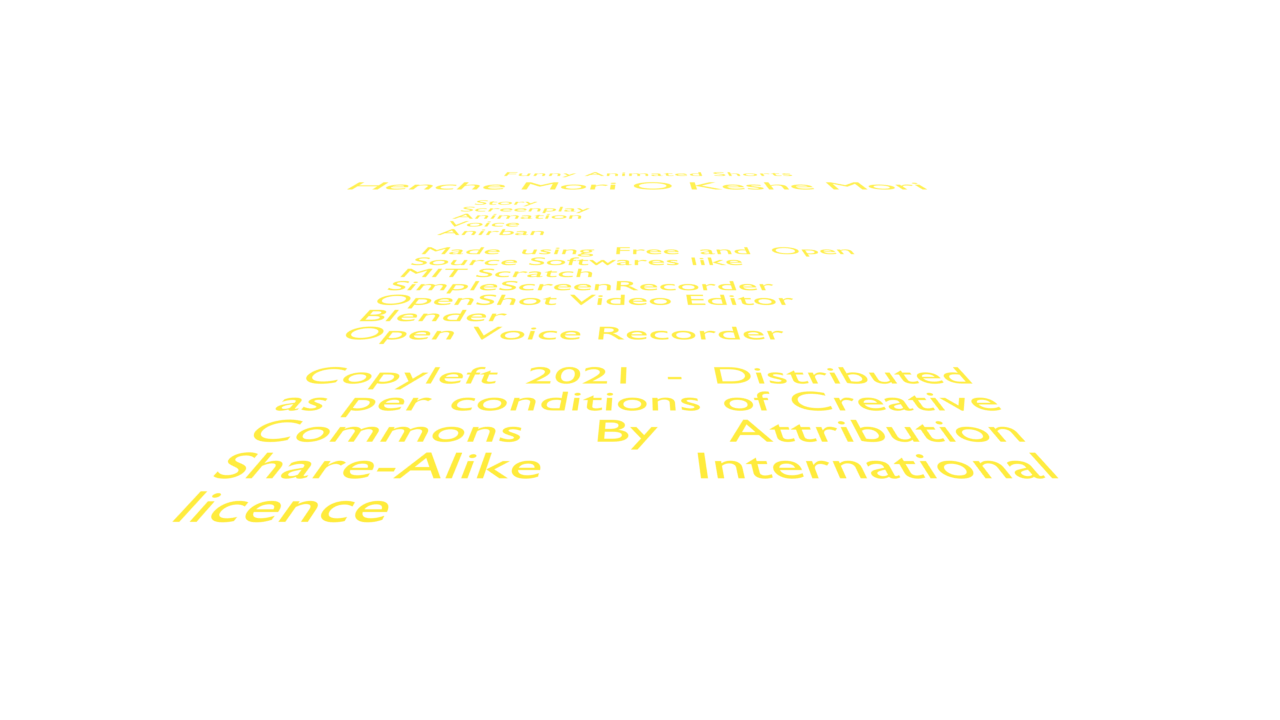 Funny Animated Shorts
Henche Mori O Keshe Mori
Story
Screenplay
Animation
Voice
Anirban
Made using Free and Open
Source Softwares like
MIT Scratch
SimpleScreenRecorder
OpenShot Video Editor
Blender
Open Voice Recorder
Copyleft 2021 - Distributed
as per conditions of Creative
Commons By Attribution
Share-Alike International
licence